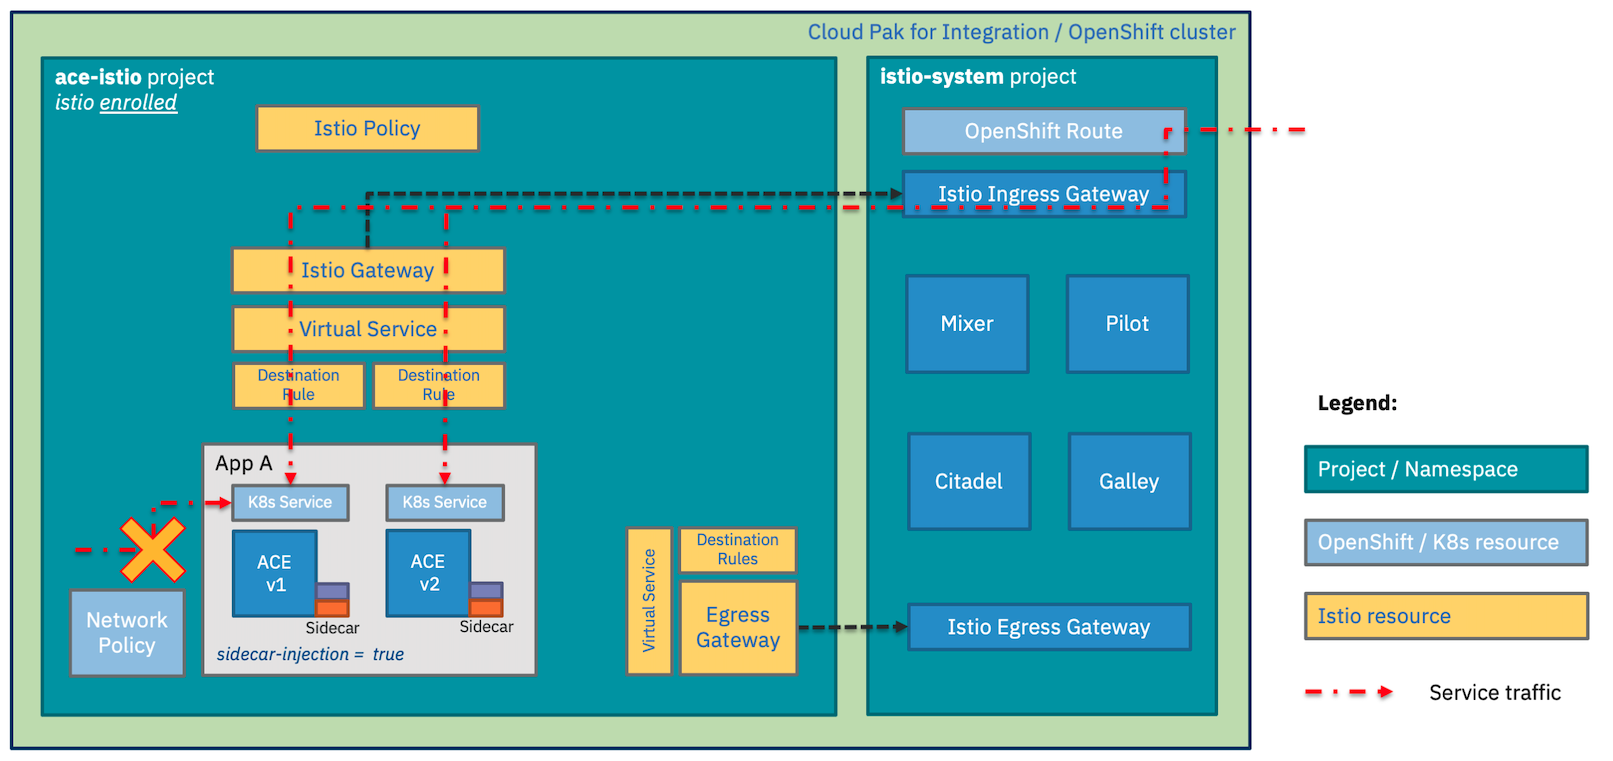 Cloud Pak for Integration / OpenShift cluster
ace-istio project
istio enrolled
Istio Policy
Istio Gateway
Virtual Service
Destination
Rule
Destination
Rule
App A
K8s Service
K8s Service
ACE
v1
ACE
v2
Sidecar
Sidecar
sidecar-injection = true
Network
Policy
Virtual Service
Destination
Rules
Egress
Gateway
istio-system project
OpenShift Route
Istio Ingress Gateway
Mixer
Pilot
Citadel
Galley
Istio Egress Gateway
Legend:
Project / Namespace
OpenShift / K8s resource
Istio resource
Service traffic